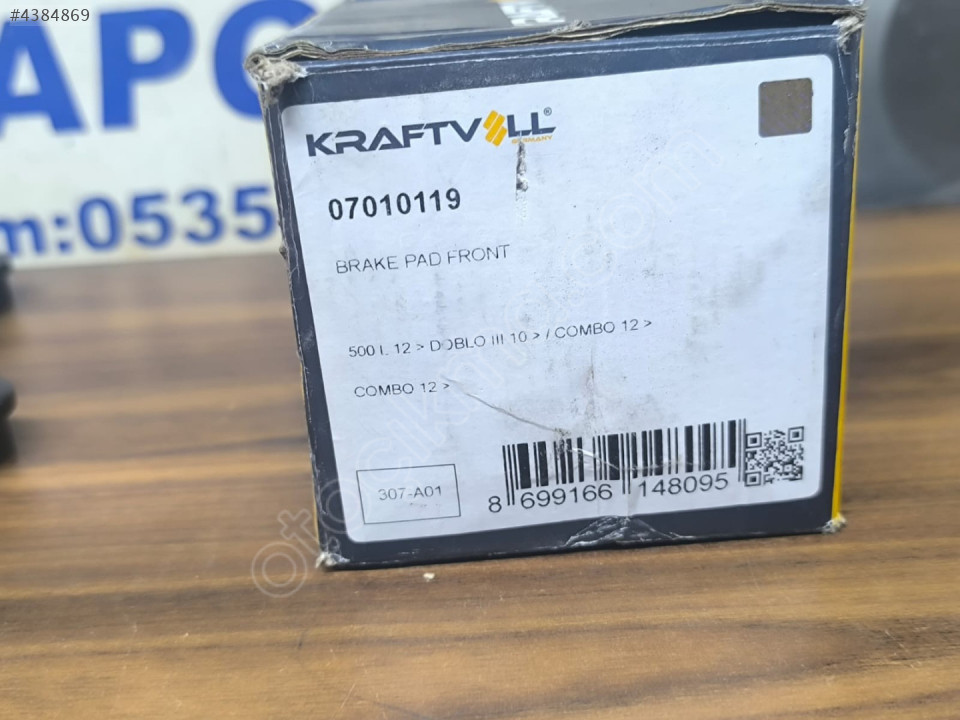 #4384869
APC
m:0535
KRAFTVOLL®
GERMANY
07010119
BRAKE PAD FRONT
500 L 12 > DOBLO III 10 > / COMBO 12 >
COMBO 12 >
307-A01
8 699166 148095